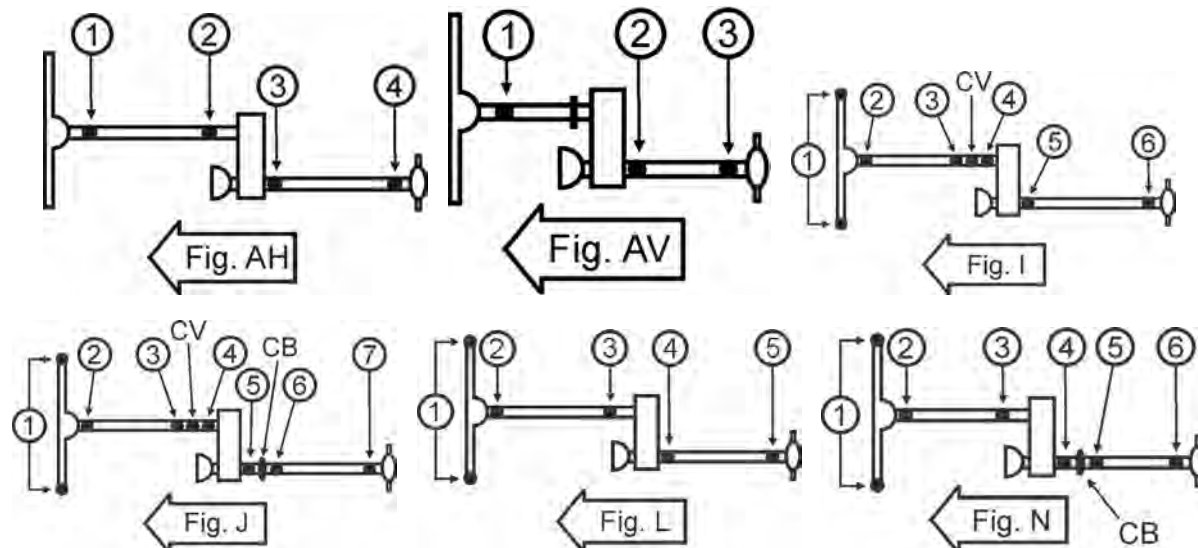 1 2
3 4
Fig. AH
1 2 3
Fig. AV
CV
2 3 4
1 5 6
Fig. I
CV
2 3 4 CB 7
1 5 6
Fig. J
2 3 4 5
1
Fig. L
2 3 4 5 6
1
Fig. N
CB